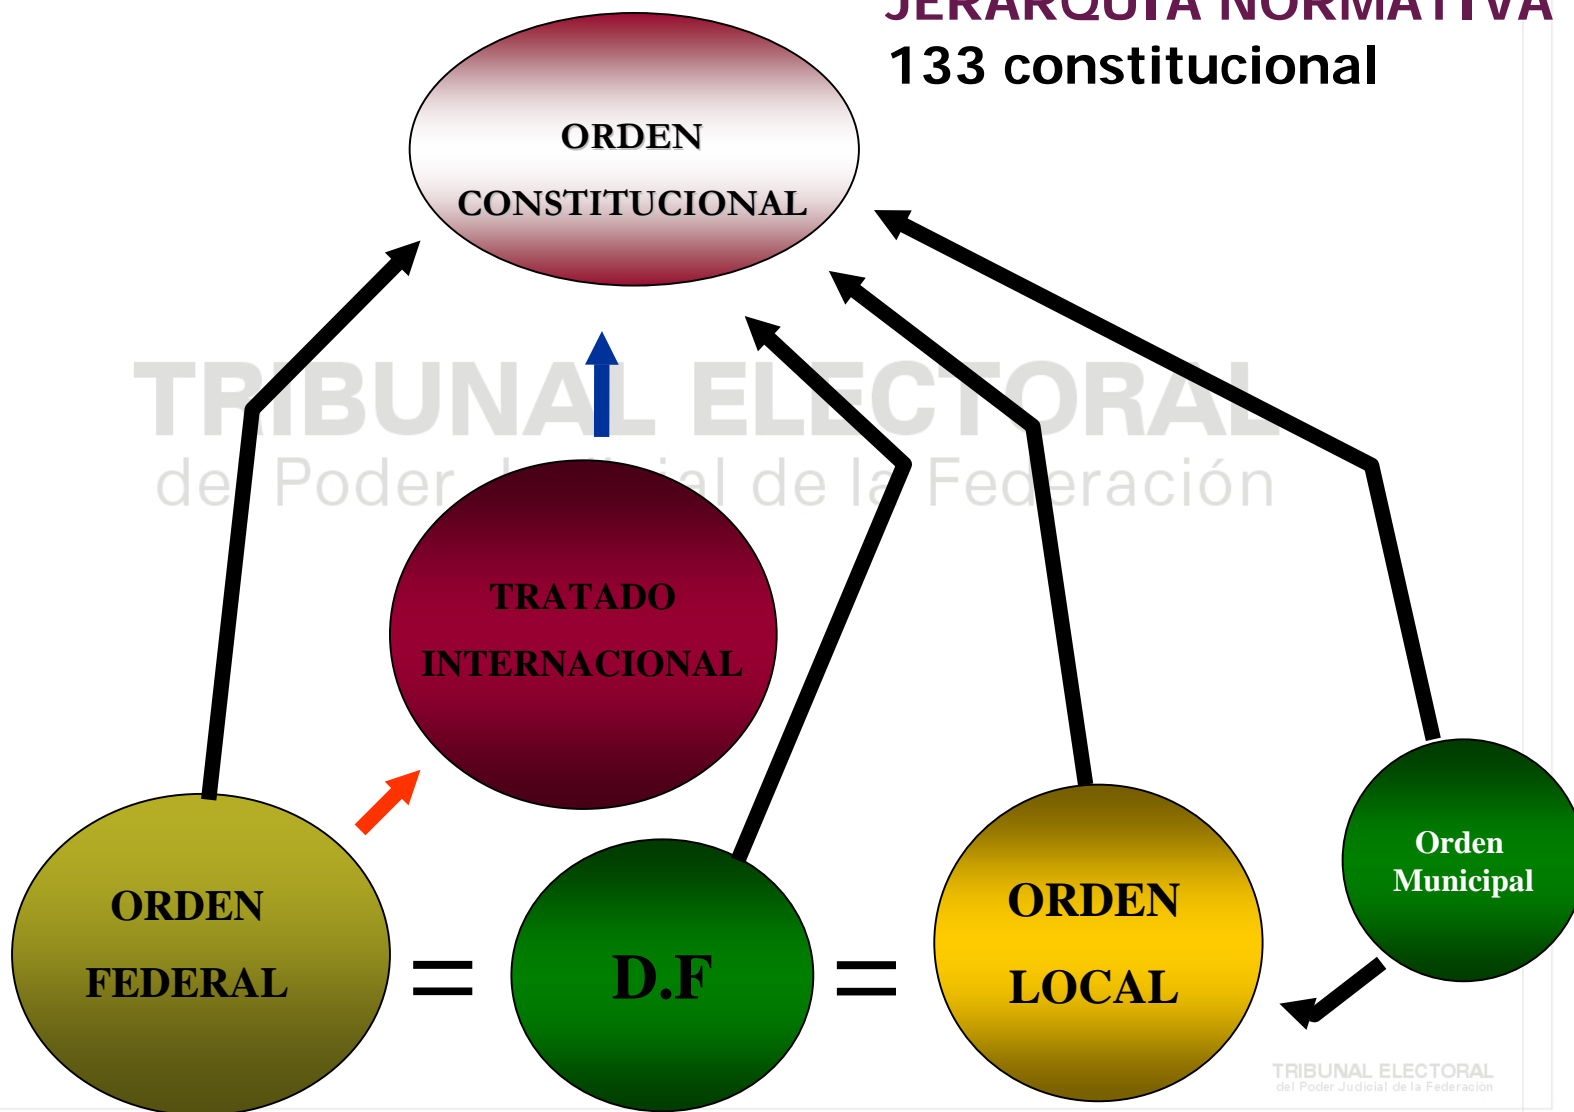 JERARQUÍA NORMATIVA
133 constitucional
ORDEN
CONSTITUCIONAL
TRIBUNAL ELECTORAL
del Poder Judicial de la Federación
TRATADO
INTERNACIONAL
ORDEN
FEDERAL
=
D.F
=
ORDEN
LOCAL
Orden
Municipal
TRIBUNAL ELECTORAL
del Poder Judicial de la Federación